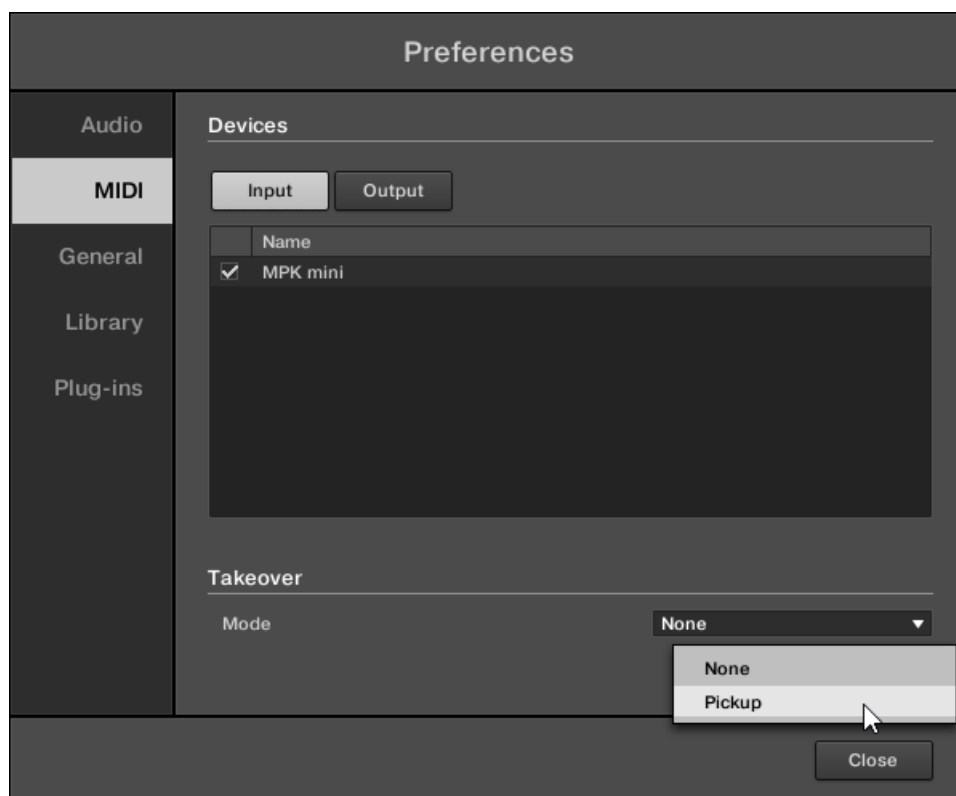 Preferences
Audio
MIDI
General
Library
Plug-ins
Devices
Input Output
Name
MPK mini
Takeover
Mode None
None
Pickup
Close